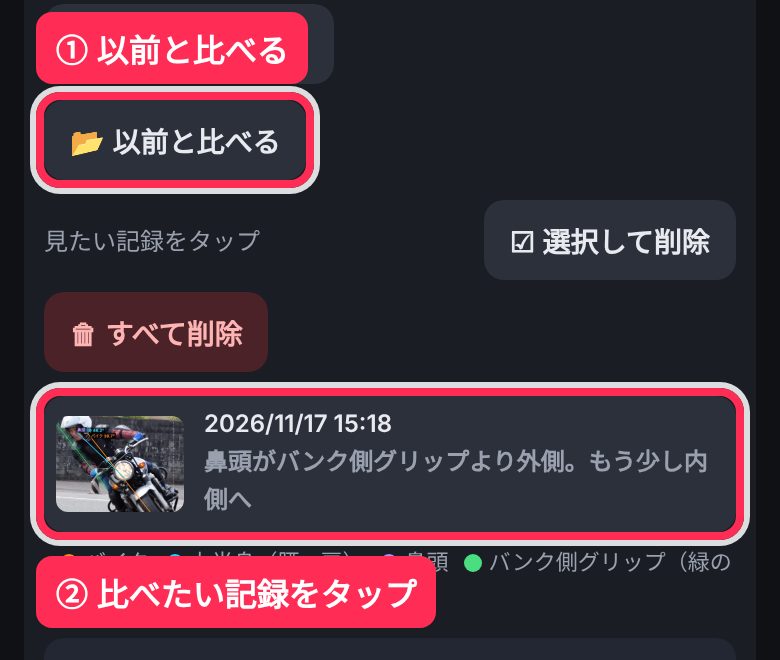 ① 以前と比べる
📂 以前と比べる
見たい記録をタップ
☑ 選択して削除
🗑 すべて削除
2026/11/17 15:18
鼻頭がバンク側グリップより外側。もう少し内
側へ
鼻頭 バンク側グリップ（緑の
② 比べたい記録をタップ